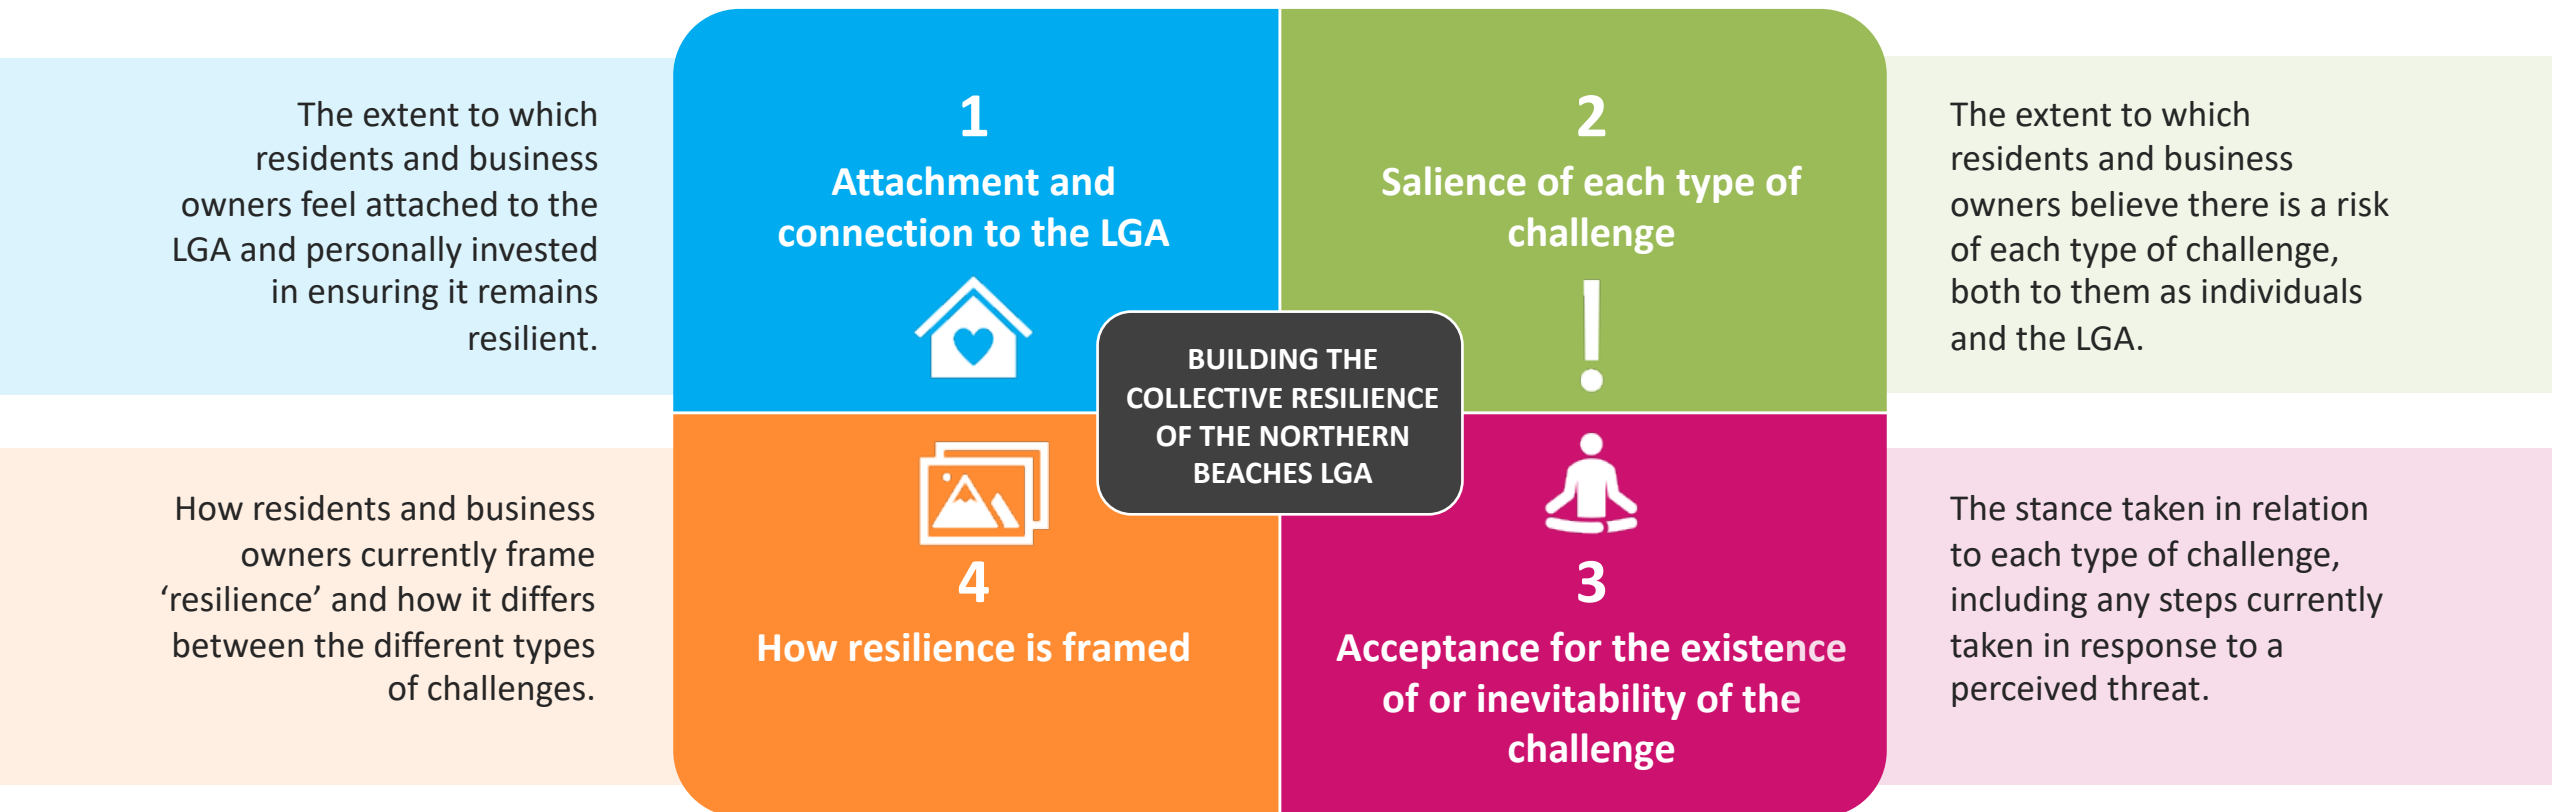 The extent to which
residents and business
owners feel attached to the
LGA and personally invested
in ensuring it remains
resilient.
1
Attachment and
connection to the LGA
2
Salience of each type of
challenge
The extent to which
residents and business
owners believe there is a risk
of each type of challenge,
both to them as individuals
and the LGA.
BUILDING THE
COLLECTIVE RESILIENCE
OF THE NORTHERN
BEACHES LGA
How residents and business
owners currently frame
‘resilience’ and how it differs
between the different types
of challenges.
4
How resilience is framed
3
Acceptance for the existence
of or inevitability of the
challenge
The stance taken in relation
to each type of challenge,
including any steps currently
taken in response to a
perceived threat.